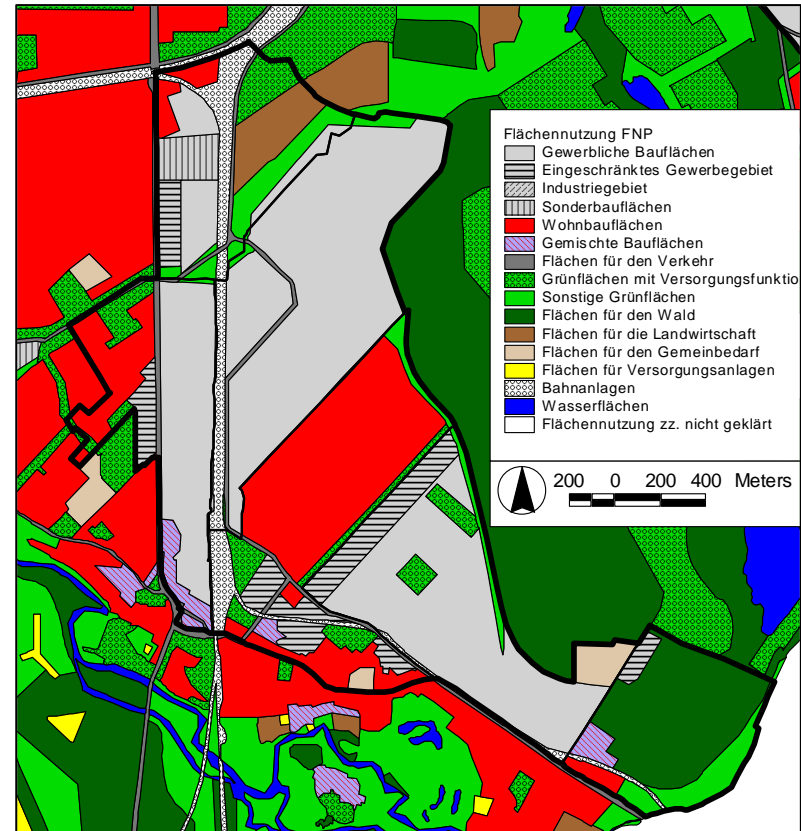 Flächennutzung FNP
Gewerbliche Bauflächen
Eingeschränktes Gewerbegebiet
Industriegebiet
Sonderbauflächen
Wohnbauflächen
Gemischte Bauflächen
Flächen für den Verkehr
Grünflächen mit Versorgungsfunktio
Sonstige Grünflächen
Flächen für den Wald
Flächen für die Landwirtschaft
Flächen für den Gemeinbedarf
Flächen für Versorgungsanlagen
Bahnanlagen
Wasserflächen
Flächennutzung zz. nicht geklärt
200 0 200 400 Meters